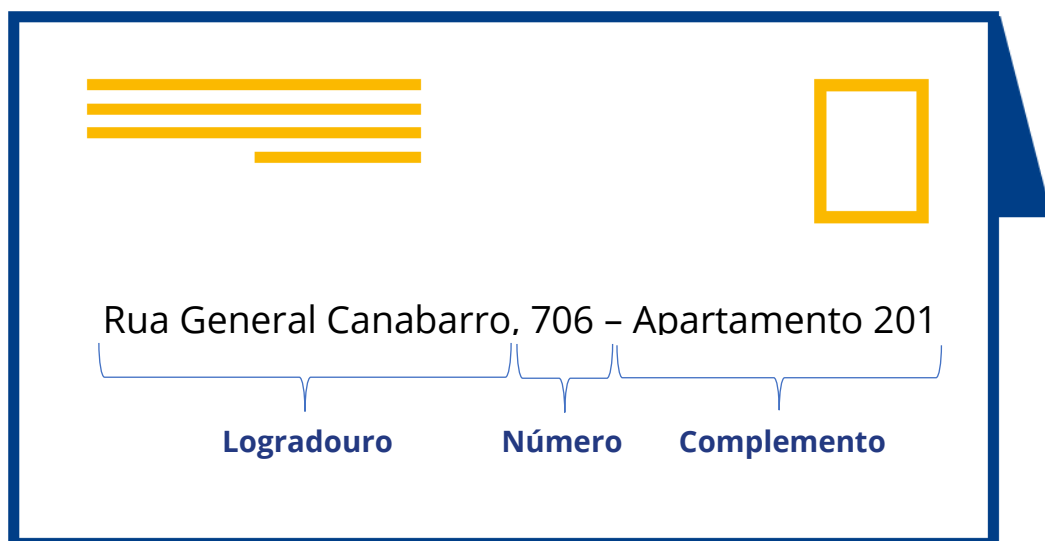 Rua General Canabarro, 706 – Apartamento 201
Logradouro Número Complemento